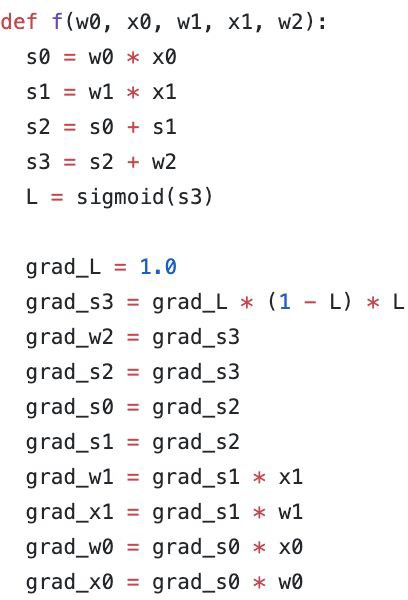 def f(w0, x0, w1, x1, w2):
  s0 = w0 * x0
  s1 = w1 * x1
  s2 = s0 + s1
  s3 = s2 + w2
  L = sigmoid(s3)

  grad_L = 1.0
  grad_s3 = grad_L * (1 - L) * L
  grad_w2 = grad_s3
  grad_s2 = grad_s3
  grad_s0 = grad_s2
  grad_s1 = grad_s2
  grad_w1 = grad_s1 * x1
  grad_x1 = grad_s1 * w1
  grad_w0 = grad_s0 * x0
  grad_x0 = grad_s0 * w0